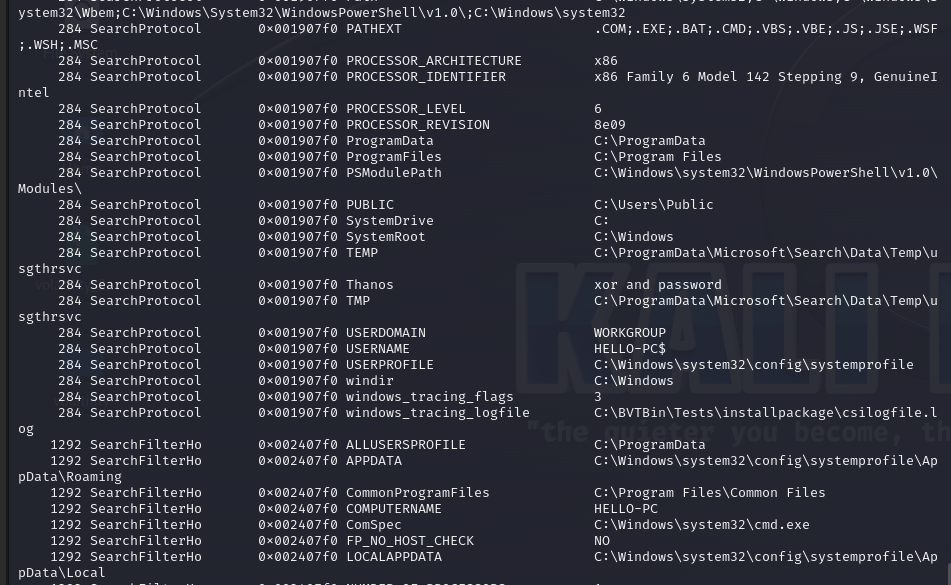 ystem32\Wbem;C:\Windows\System32\WindowsPowerShell\v1.0\;C:\Windows\system32
284 SearchProtocol 0×001907f0 PATHEXT .COM;.EXE;.BAT;.CMD;.VBS;.VBE;.JS;.JSE;.WSF
;.WSH;.MSC
284 SearchProtocol 0×001907f0 PROCESSOR_ARCHITECTURE x86
284 SearchProtocol 0×001907f0 PROCESSOR_IDENTIFIER x86 Family 6 Model 142 Stepping 9, GenuineI
ntel
284 SearchProtocol 0×001907f0 PROCESSOR_LEVEL 6
284 SearchProtocol 0×001907f0 PROCESSOR_REVISION 8e09
284 SearchProtocol 0×001907f0 ProgramData C:\ProgramData
284 SearchProtocol 0×001907f0 ProgramFiles C:\Program Files
284 SearchProtocol 0×001907f0 PSModulePath C:\Windows\system32\WindowsPowerShell\v1.0\
Modules\
284 SearchProtocol 0×001907f0 PUBLIC C:\Users\Public
284 SearchProtocol 0×001907f0 SystemDrive C:
284 SearchProtocol 0×001907f0 SystemRoot C:\Windows
284 SearchProtocol 0×001907f0 TEMP C:\ProgramData\Microsoft\Search\Data\Temp\u
sgthrsvc
284 SearchProtocol 0×001907f0 Thanos xor and password
284 SearchProtocol 0×001907f0 TMP C:\ProgramData\Microsoft\Search\Data\Temp\u
sgthrsvc
284 SearchProtocol 0×001907f0 USERDOMAIN WORKGROUP
284 SearchProtocol 0×001907f0 USERNAME HELLO-PC$
284 SearchProtocol 0×001907f0 USERPROFILE C:\Windows\system32\config\systemprofile
284 SearchProtocol 0×001907f0 windir C:\Windows
284 SearchProtocol 0×001907f0 windows_tracing_flags 3
284 SearchProtocol 0×001907f0 windows_tracing_logfile C:\BVTBin\Tests\installpackage\csilogfile.l
og
1292 SearchFilterHo 0×002407f0 ALLUSERSPROFILE C:\ProgramData
1292 SearchFilterHo 0×002407f0 APPDATA C:\Windows\system32\config\systemprofile\Ap
pData\Roaming
1292 SearchFilterHo 0×002407f0 CommonProgramFiles C:\Program Files\Common Files
1292 SearchFilterHo 0×002407f0 COMPUTERNAME HELLO-PC
1292 SearchFilterHo 0×002407f0 ComSpec C:\Windows\system32\cmd.exe
1292 SearchFilterHo 0×002407f0 FP_NO_HOST_CHECK NO
1292 SearchFilterHo 0×002407f0 LOCALAPPDATA C:\Windows\system32\config\systemprofile\Ap
pData\Local
KALI
"the quieter you become, th